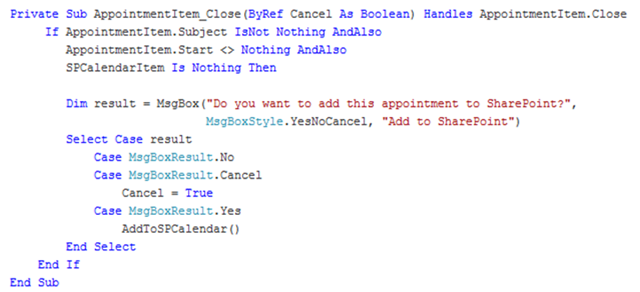 Private Sub AppointmentItem_Close(ByRef Cancel As Boolean) Handles AppointmentItem.Close
If AppointmentItem.Subject IsNot Nothing AndAlso
AppointmentItem.Start <> Nothing AndAlso
SPCalendarItem Is Nothing Then
Dim result = MsgBox("Do you want to add this appointment to SharePoint?",
MsgBoxStyle.YesNoCancel, "Add to SharePoint")
Select Case result
Case MsgBoxResult.No
Case MsgBoxResult.Cancel
Cancel = True
Case MsgBoxResult.Yes
AddToSPCalendar()
End Select
End If
End Sub